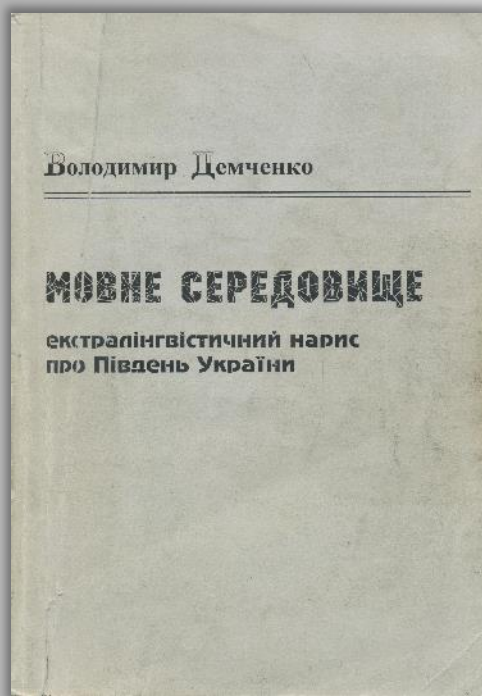 Володимир Демченко
МОВНЕ СЕРЕДОВИЩЕ
екстралінгвістичний нарис
про Південь України